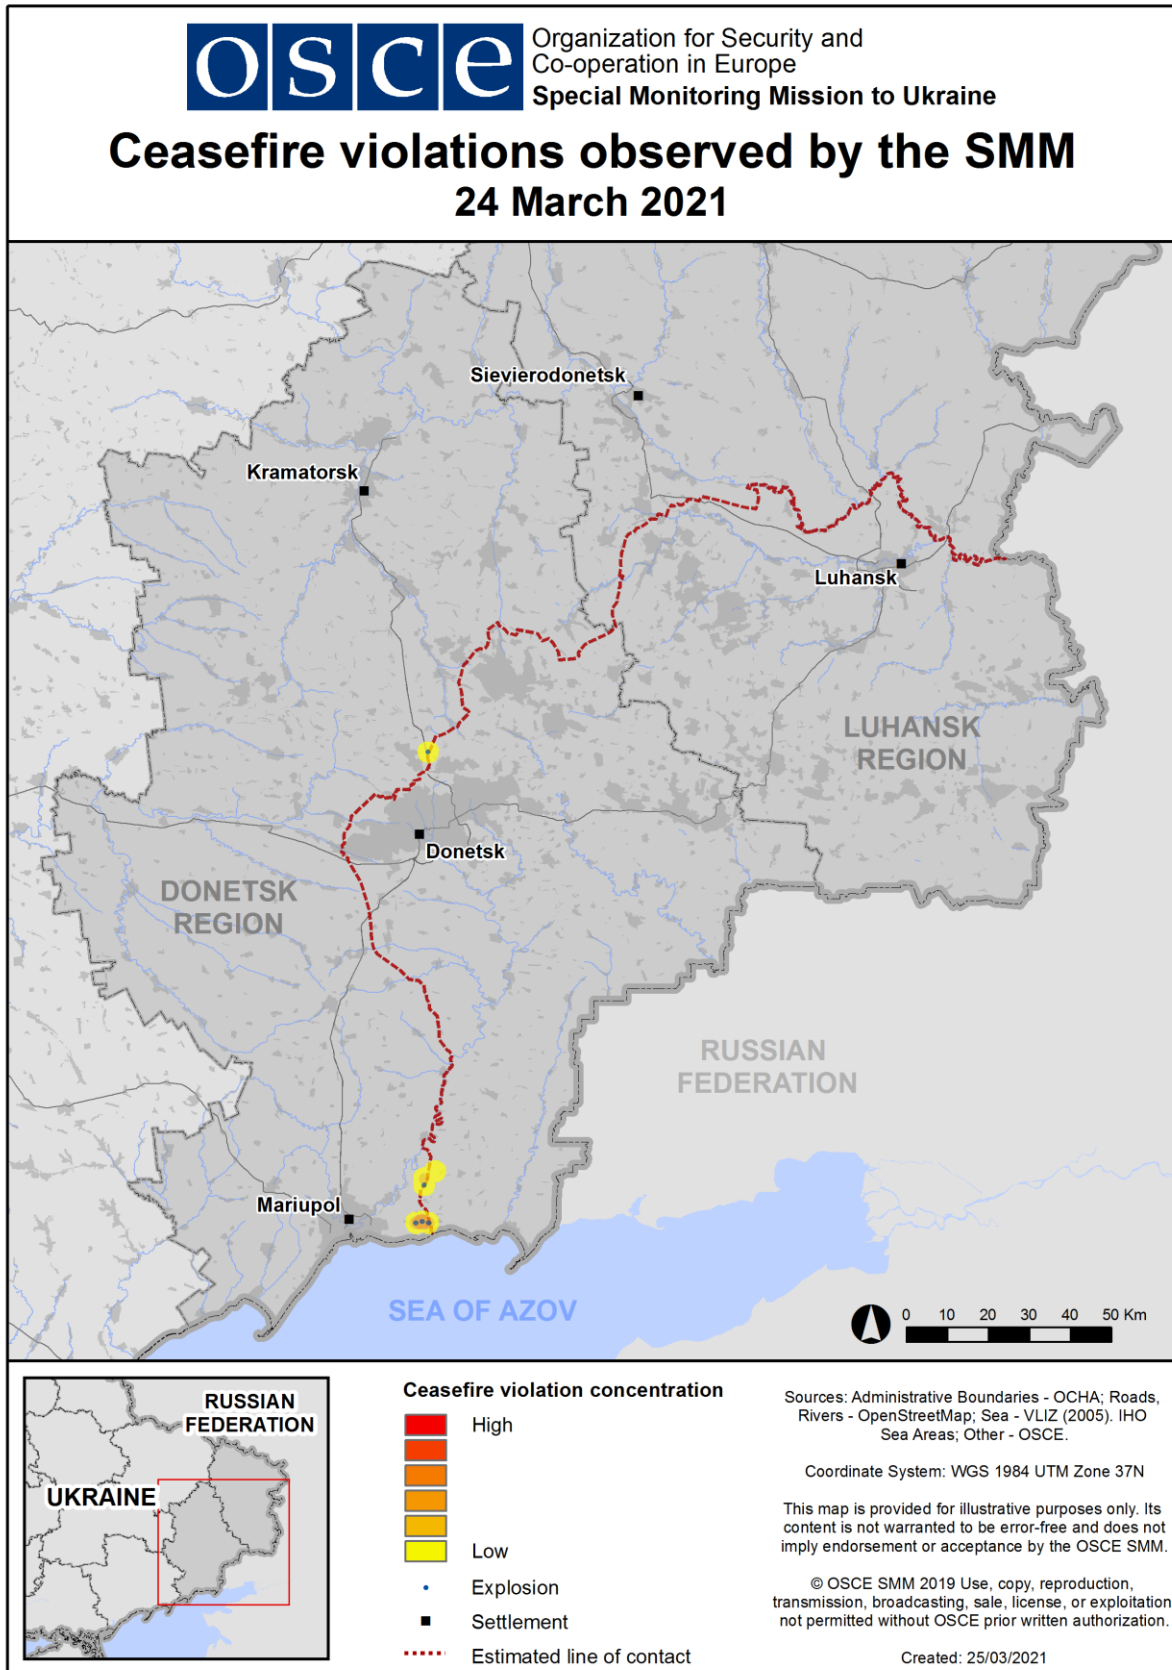 osce
Organization for Security and
Co-operation in Europe
Special Monitoring Mission to Ukraine
Ceasefire violations observed by the SMM
24 March 2021
Sievierodonetsk
Kramatorsk
Luhansk
LUHANSK
REGION
Donetsk
DONETSK
REGION
RUSSIAN
FEDERATION
Mariupol
SEA OF AZOV
0 10 20 30 40 50 Km
RUSSIAN
FEDERATION
UKRAINE
Ceasefire violation concentration
High
Low
Explosion
Settlement
Estimated line of contact
Sources: Administrative Boundaries - OCHA; Roads,
Rivers - OpenStreetMap; Sea - VLIZ (2005). IHO
Sea Areas; Other - OSCE.
Coordinate System: WGS 1984 UTM Zone 37N
This map is provided for illustrative purposes only. Its
content is not warranted to be error-free and does not
imply endorsement or acceptance by the OSCE SMM.
© OSCE SMM 2019 Use, copy, reproduction,
transmission, broadcasting, sale, license, or exploitation
not permitted without OSCE prior written authorization.
Created: 25/03/2021